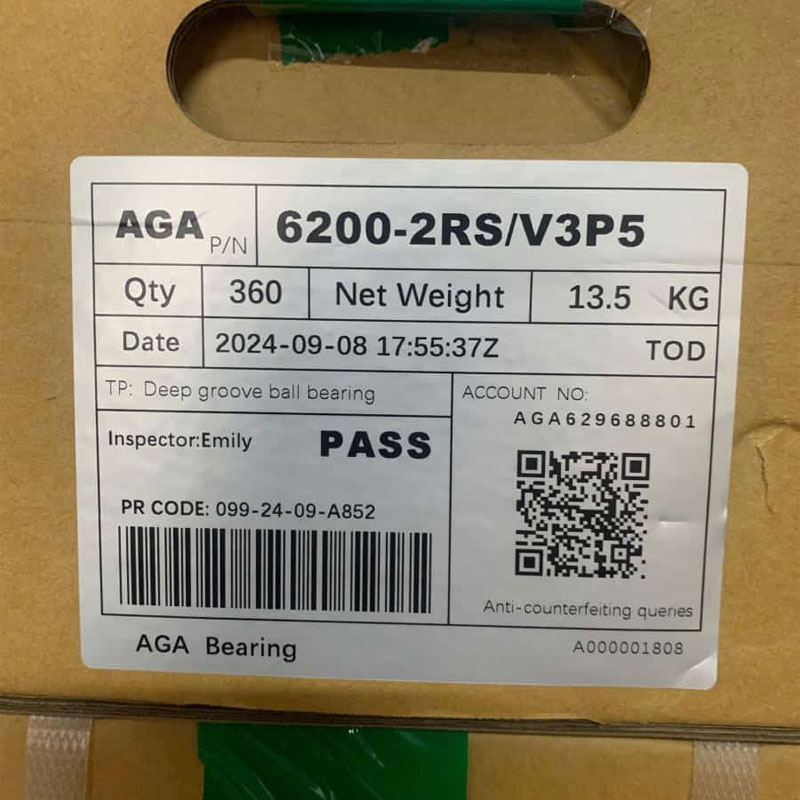 AGA P/N 6200-2RS/V3P5
Qty 360 Net Weight 13.5 KG
Date 2024-09-08 17:55:37Z TOD
TP: Deep groove ball bearing
ACCOUNT NO:
AGA629688801
Inspector:Emily PASS
PR CODE: 099-24-09-A852
Anti-counterfeiting queries
AGA Bearing A000001808